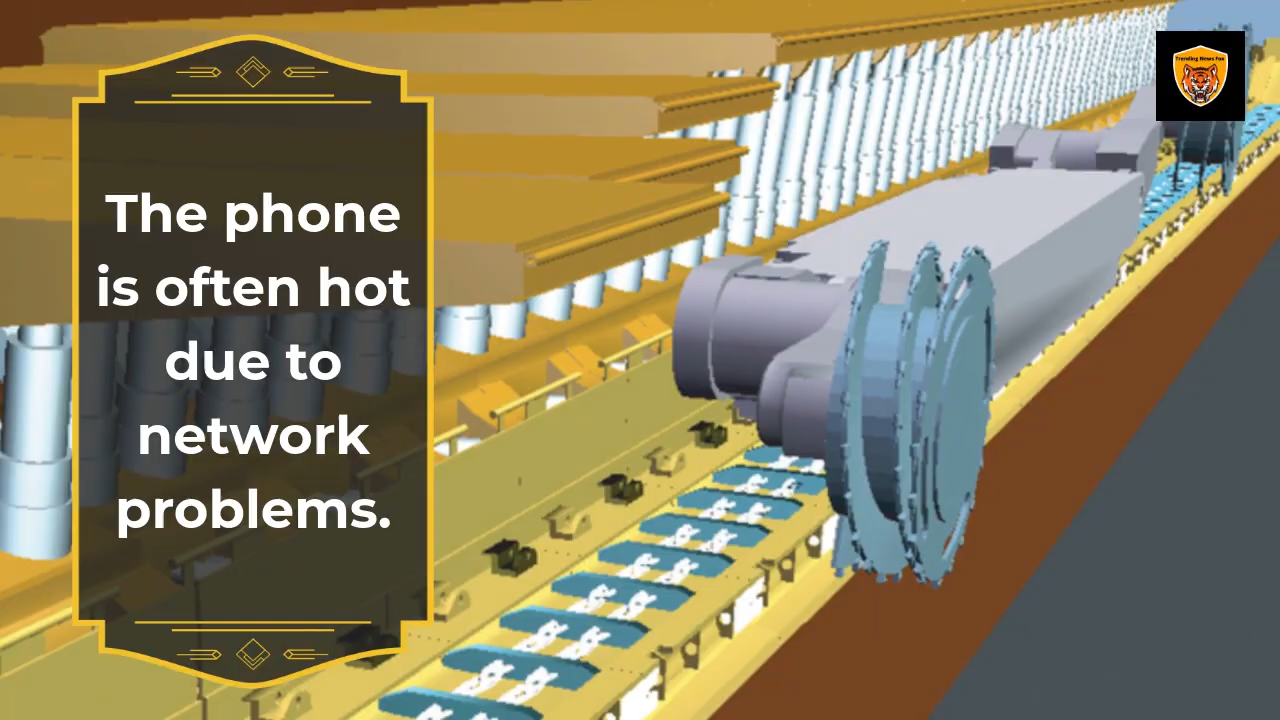 The phone
is often hot
due to
network
problems.
Trending News Fox